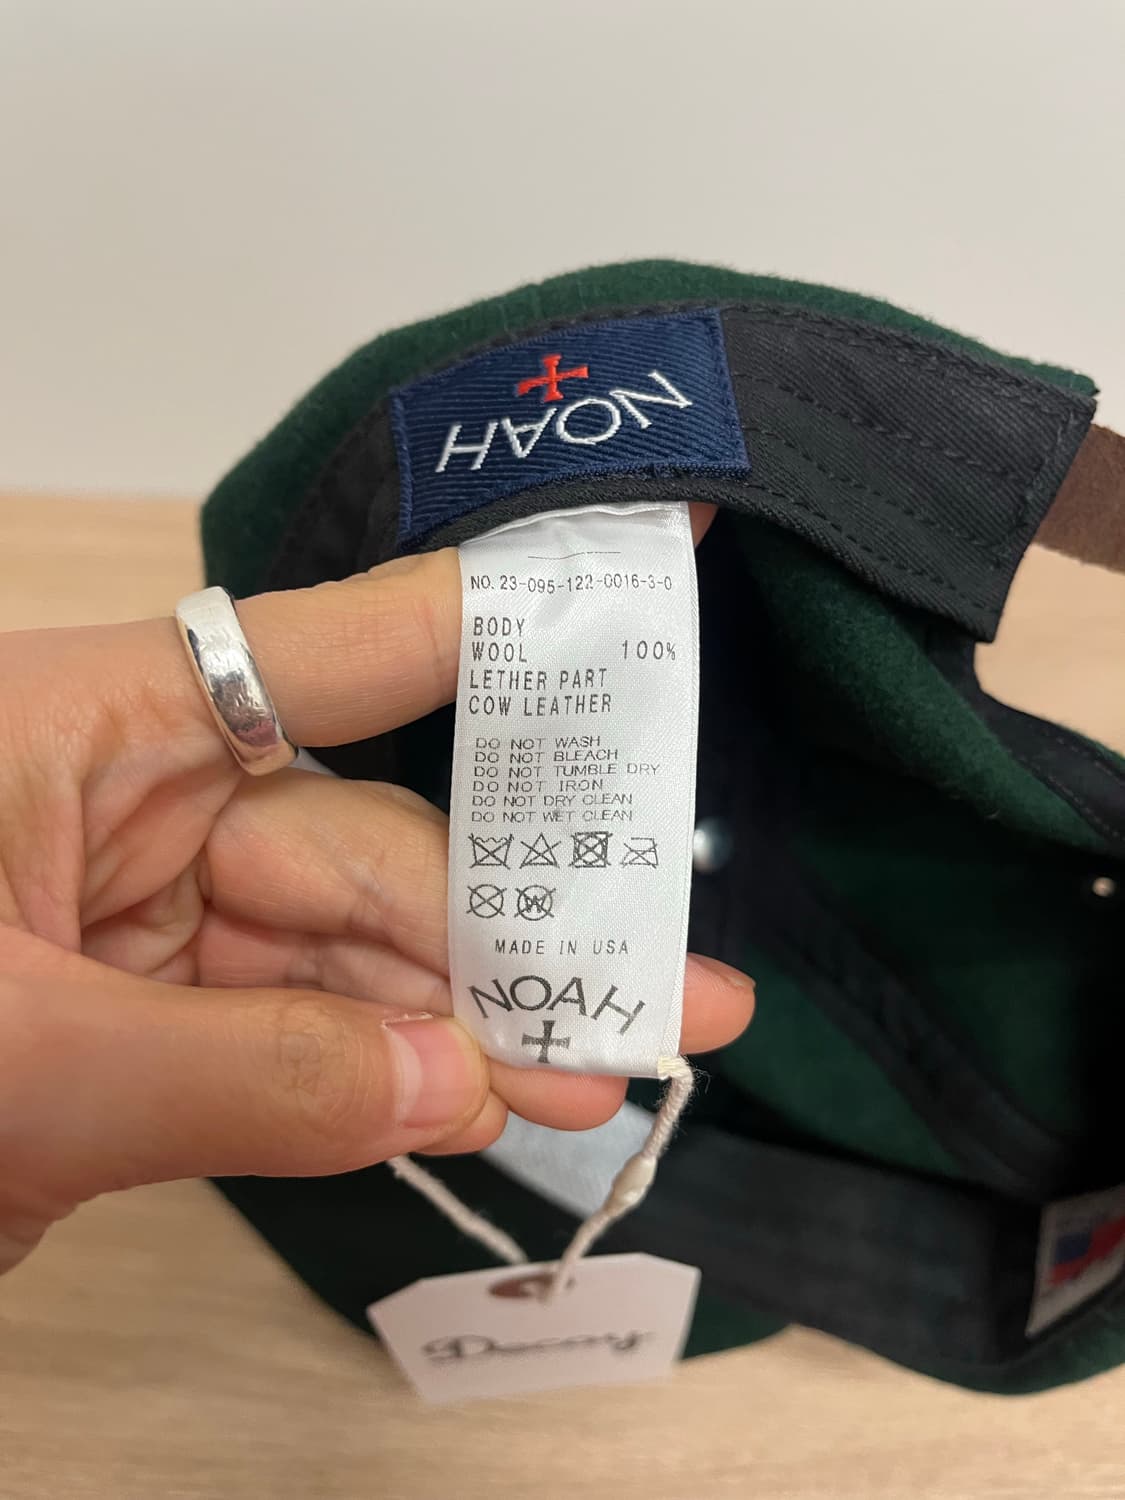 NOAH
NO. 23-095-122-0016-3-0
BODY
WOOL 100%
LETHER PART
COW LEATHER
DO NOT WASH
DO NOT BLEACH
DO NOT TUMBLE DRY
DO NOT IRON
DO NOT DRY CLEAN
DO NOT WET CLEAN
W
MADE IN USA
NOAH